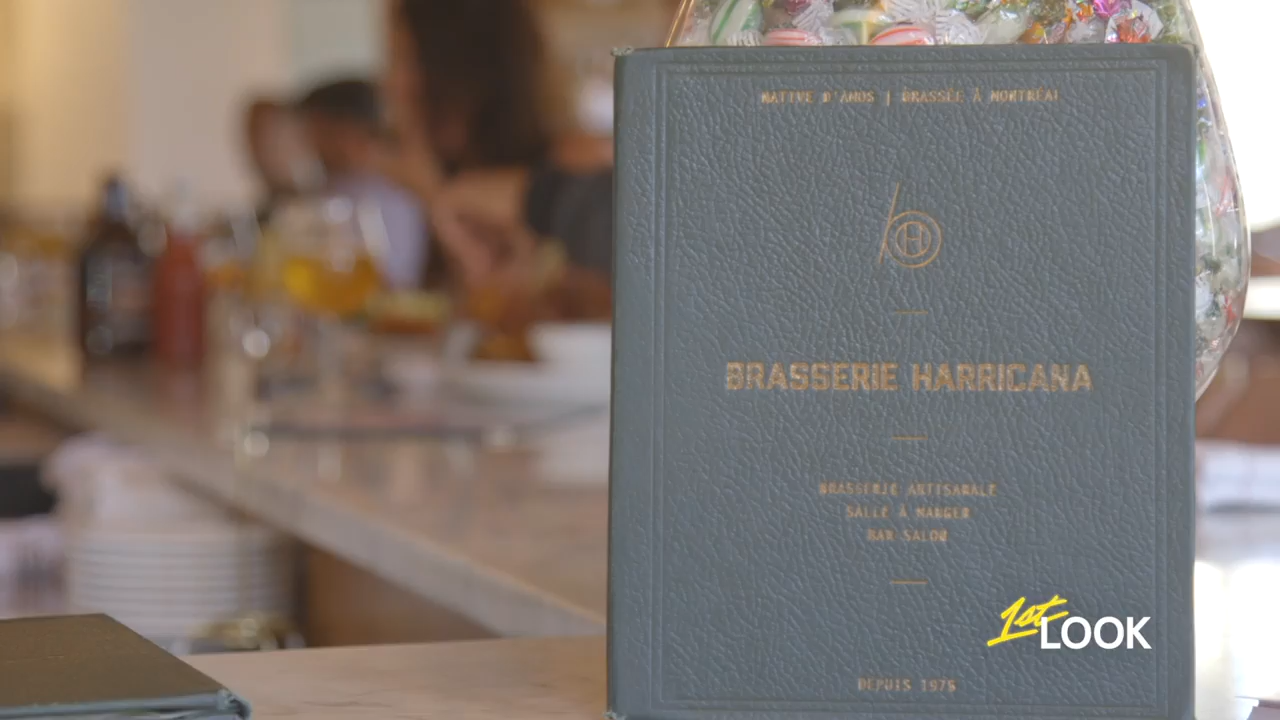 NATIVE D'AMOS | BRASSÉE À MONTRÉAL
BRASSERIE HARRICANA
BRASSERIE ARTISANALE
SALLE À MANGER
BAR SALON
1st LOOK
DEPUIS 1975